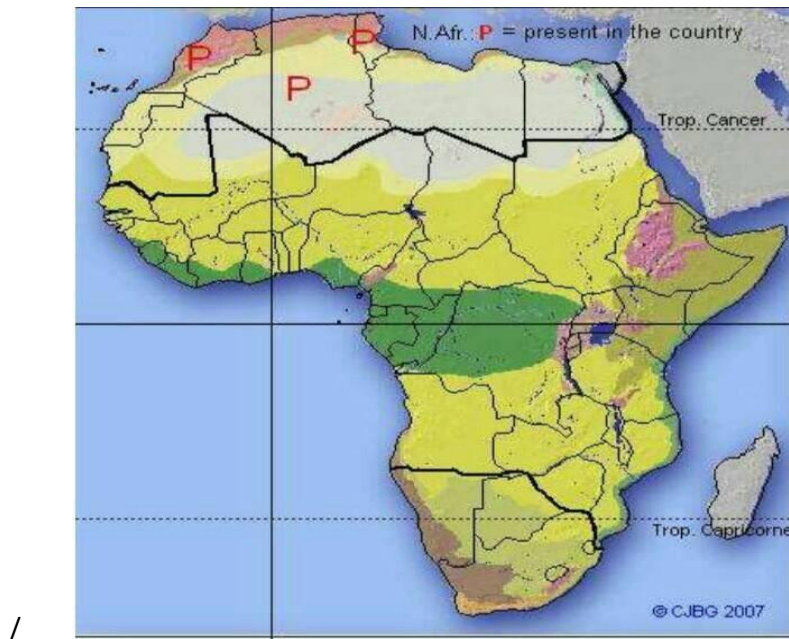 N.Afr.: P = present in the country
P
P
P
Trop. Cancer
Trop. Capricorne
© CJBG 2007
/